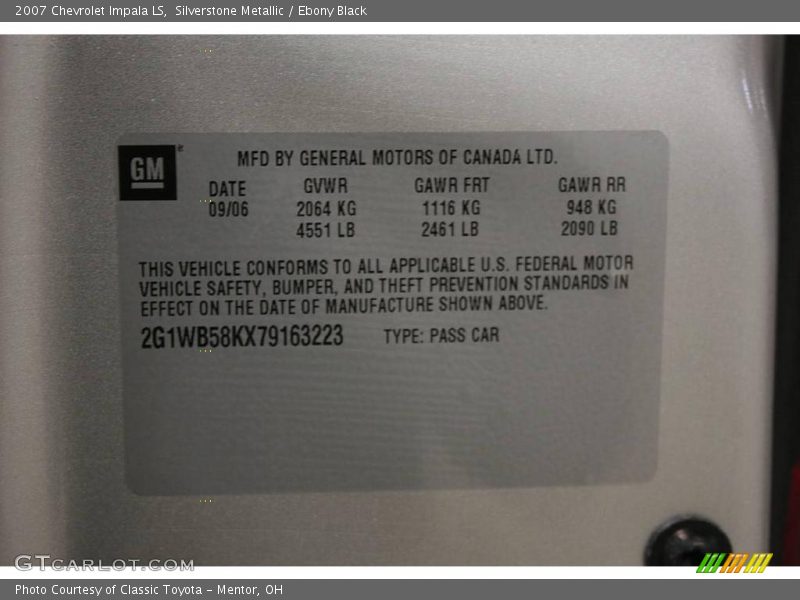 2007 Chevrolet Impala LS, Silverstone Metallic / Ebony Black
GM
MFD BY GENERAL MOTORS OF CANADA LTD.
DATE GVWR GAWR FRT GAWR RR
09/06 2064 KG 1116 KG 948 KG
4551 LB 2461 LB 2090 LB
THIS VEHICLE CONFORMS TO ALL APPLICABLE U.S. FEDERAL MOTOR
VEHICLE SAFETY, BUMPER, AND THEFT PREVENTION STANDARDS IN
EFFECT ON THE DATE OF MANUFACTURE SHOWN ABOVE.
2G1WB58KX79163223 TYPE: PASS CAR
GTCARLOT.COM
Photo Courtesy of Classic Toyota - Mentor, OH